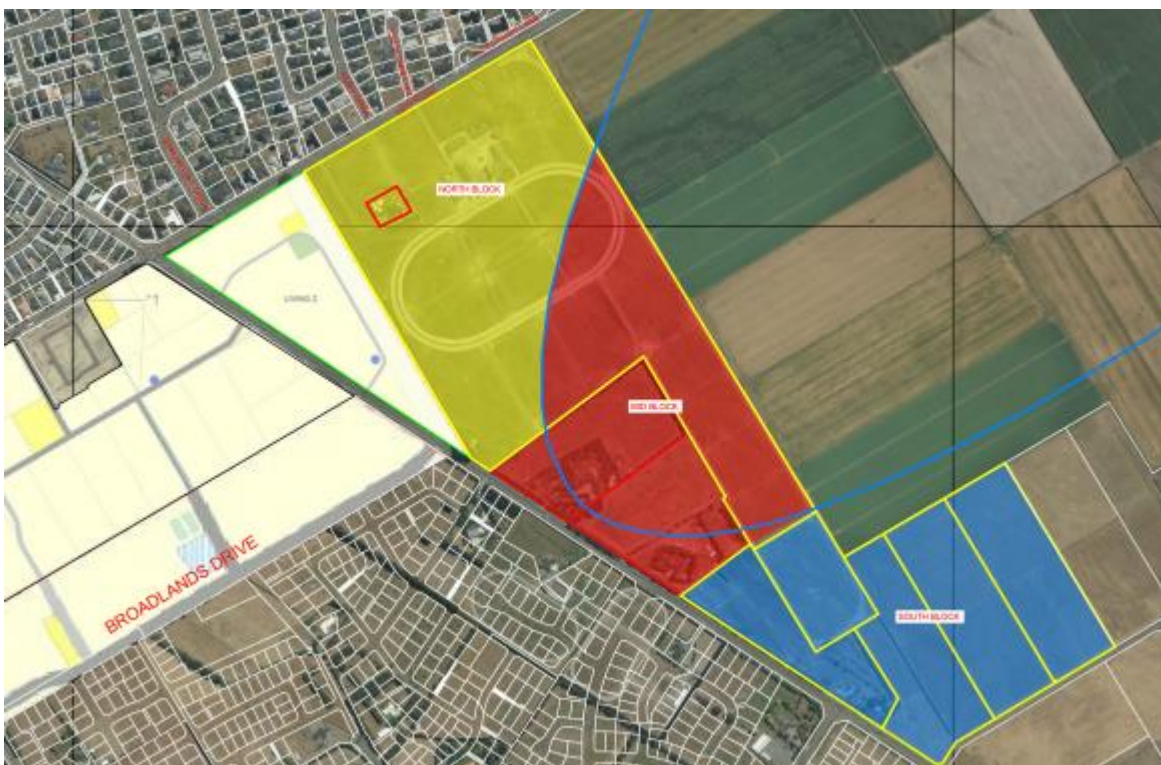 NORTH BLOCK
LIVING Z
MID BLOCK
BROADLANDS DRIVE
SOUTH BLOCK